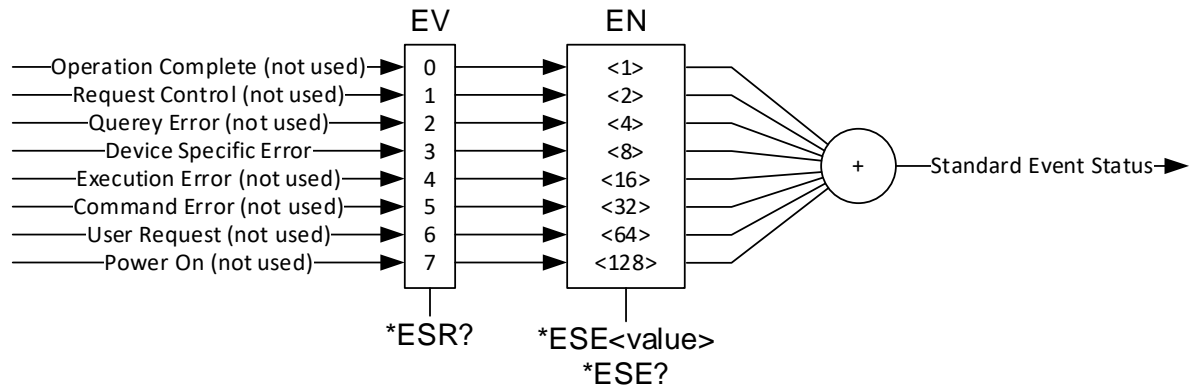 EV EN
Operation Complete (not used) 0 <1>
Request Control (not used) 1 <2>
Querey Error (not used) 2 <4>
Device Specific Error 3 <8>
Execution Error (not used) 4 <16>
+ Standard Event Status
Command Error (not used) 5 <32>
User Request (not used) 6 <64>
Power On (not used) 7 <128>
*ESR? *ESE<value>
*ESE?